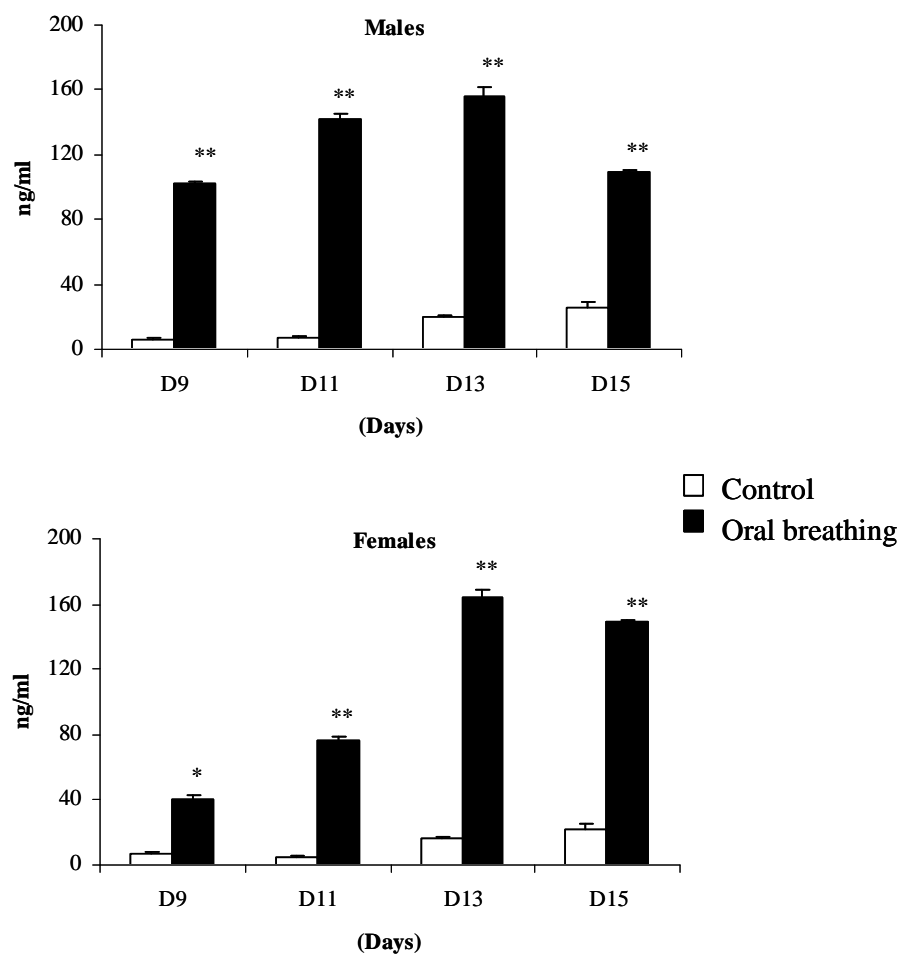 Males
200
160
120
80
40
0
ng/ml
**
**
**
**
D9 D11 D13 D15
(Days)
Control
Oral breathing
Females
200
160
120
80
40
0
ng/ml
*
**
**
**
D9 D11 D13 D15
(Days)